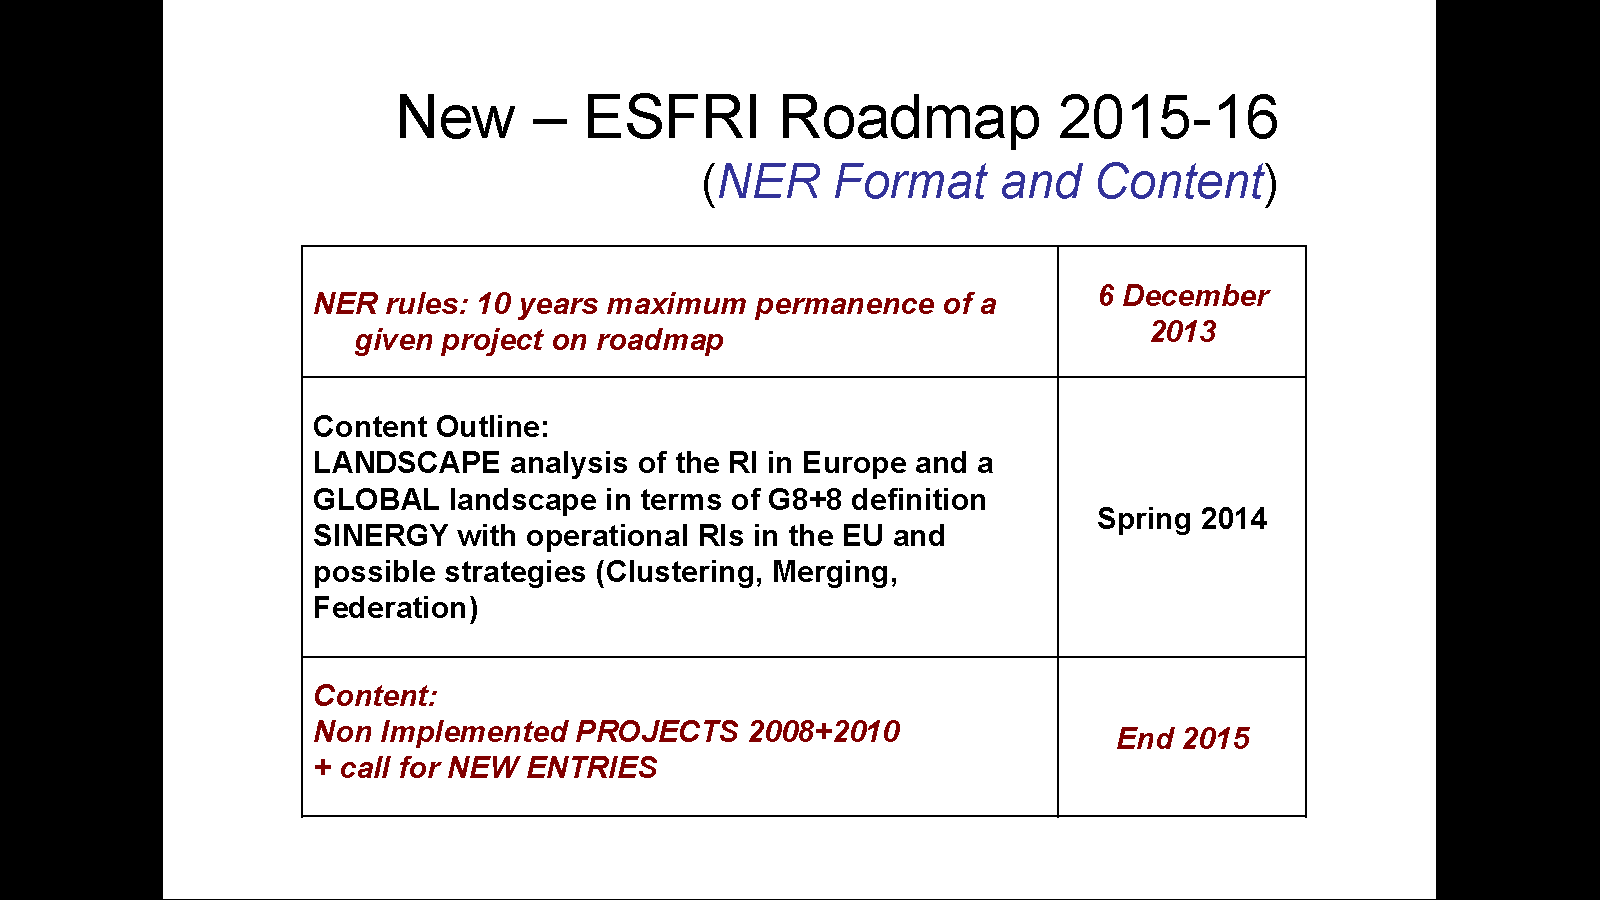 New – ESFRI Roadmap 2015-16
(NER Format and Content)
NER rules: 10 years maximum permanence of a
given project on roadmap
6 December
2013
Content Outline:
LANDSCAPE analysis of the RI in Europe and a
GLOBAL landscape in terms of G8+8 definition
SINERGY with operational RIs in the EU and
possible strategies (Clustering, Merging,
Federation)
Spring 2014
Content:
Non Implemented PROJECTS 2008+2010
+ call for NEW ENTRIES
End 2015